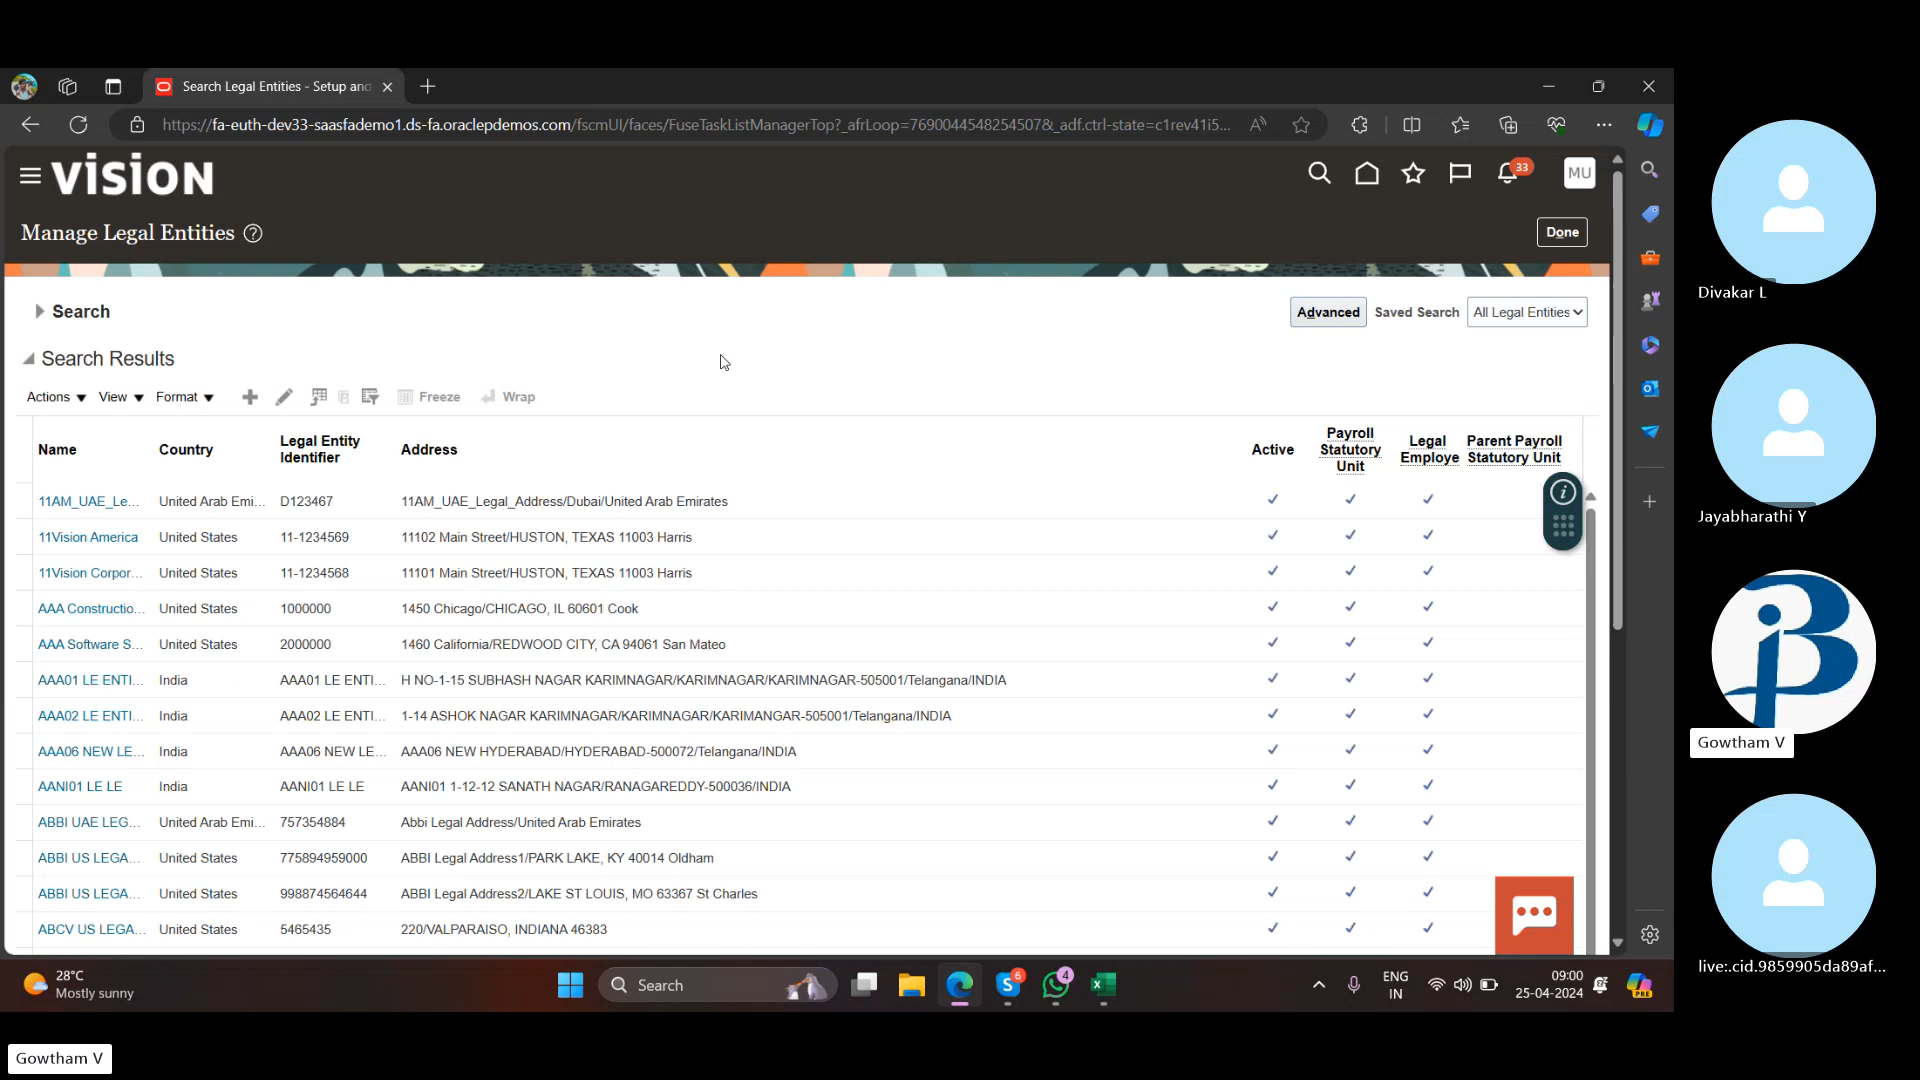 Search Legal Entities - Setup and
https://fa-euth-dev33-saasfademo1.ds-fa.oraclepdemos.com/fscmUI/faces/FuseTaskListManagerTop?_afrLoop=7690044548254507&_adf.ctrl-state=c1rev41i5...
VISION
33
MU
Manage Legal Entities
Done
Search
Advanced Saved Search All Legal Entities
Search Results
Actions View Format Freeze Wrap
Name Country Legal Entity Identifier Address Active Payroll Statutory Unit Legal Employe Parent Payroll Statutory Unit
11AM_UAE_Le... United Arab Emi... D123467 11AM_UAE_Legal_Address/Dubai/United Arab Emirates
11Vision America United States 11-1234569 11102 Main Street/HUSTON, TEXAS 11003 Harris
11Vision Corpor... United States 11-1234568 11101 Main Street/HUSTON, TEXAS 11003 Harris
AAA Constructio... United States 1000000 1450 Chicago/CHICAGO, IL 60601 Cook
AAA Software S... United States 2000000 1460 California/REDWOOD CITY, CA 94061 San Mateo
AAA01 LE ENTI... India AAA01 LE ENTI... H NO-1-15 SUBHASH NAGAR KARIMNAGAR/KARIMNAGAR/KARIMNAGAR-505001/Telangana/INDIA
AAA02 LE ENTI... India AAA02 LE ENTI... 1-14 ASHOK NAGAR KARIMNAGAR/KARIMNAGAR/KARIMANGAR-505001/Telangana/INDIA
AAA06 NEW LE... India AAA06 NEW LE... AAA06 NEW HYDERABAD/HYDERABAD-500072/Telangana/INDIA
AANI01 LE LE India AANI01 LE LE AANI01 1-12-12 SANATH NAGAR/RANAGAREDDY-500036/INDIA
ABBI UAE LEG... United Arab Emi... 757354884 Abbi Legal Address/United Arab Emirates
ABBI US LEGA... United States 775894959000 ABBI Legal Address1/PARK LAKE, KY 40014 Oldham
ABBI US LEGA... United States 998874564644 ABBI Legal Address2/LAKE ST LOUIS, MO 63367 St Charles
ABCV US LEGA... United States 5465435 220/VALPARAISO, INDIANA 46383
28°C
Mostly sunny
Search
6
4
ENG
IN
09:00
25-04-2024
PRE
Divakar L
Jayabharathi Y
Gowtham V
live:.cid.9859905da89af...
Gowtham V